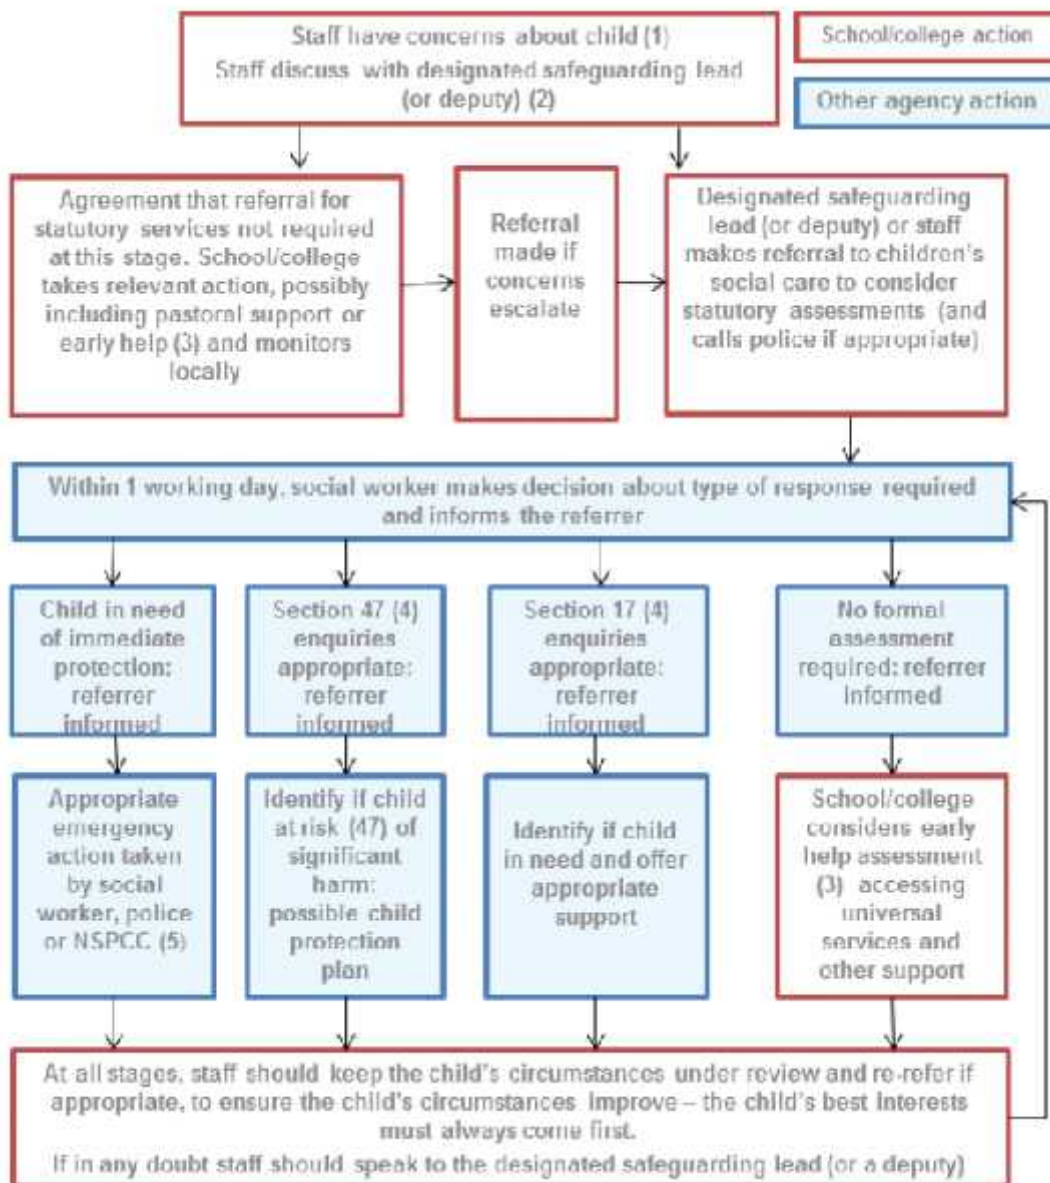 Staff have concerns about child (1)
Staff discuss with designated safeguarding lead
(or deputy) (2)
School/college action
Other agency action
Agreement that referral for
statutory services not required
at this stage. School/college
takes relevant action, possibly
including pastoral support or
early help (3) and monitors
locally
Referral
made if
concerns
escalate
Designated safeguarding
lead (or deputy) or staff
makes referral to children's
social care to consider
statutory assessments (and
calls police if appropriate)
Within 1 working day, social worker makes decision about type of response required
and informs the referrer
Child in need
of immediate
protection:
referrer
informed
Section 47 (4)
enquiries
appropriate:
referrer
informed
Section 17 (4)
enquiries
appropriate:
referrer
informed
No formal
assessment
required: referrer
informed
Appropriate
emergency
action taken
by social
worker, police
or NSPCC (5)
Identify if child
at risk (47) of
significant
harm:
possible child
protection
plan
Identify if child
in need and offer
appropriate
support
School/college
considers early
help assessment
(3) accessing
universal
services and
other support
At all stages, staff should keep the child's circumstances under review and re-refer if
appropriate, to ensure the child's circumstances improve – the child's best interests
must always come first.
If in any doubt staff should speak to the designated safeguarding lead (or a deputy)